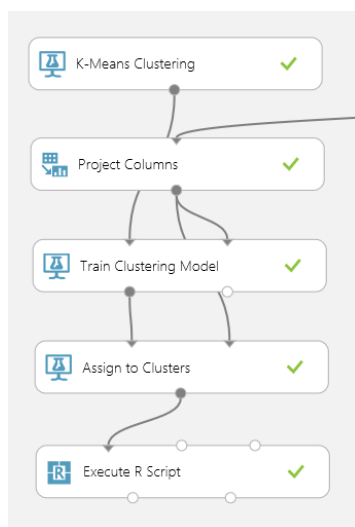 K-Means Clustering
Project Columns
Train Clustering Model
Assign to Clusters
R
Execute R Script